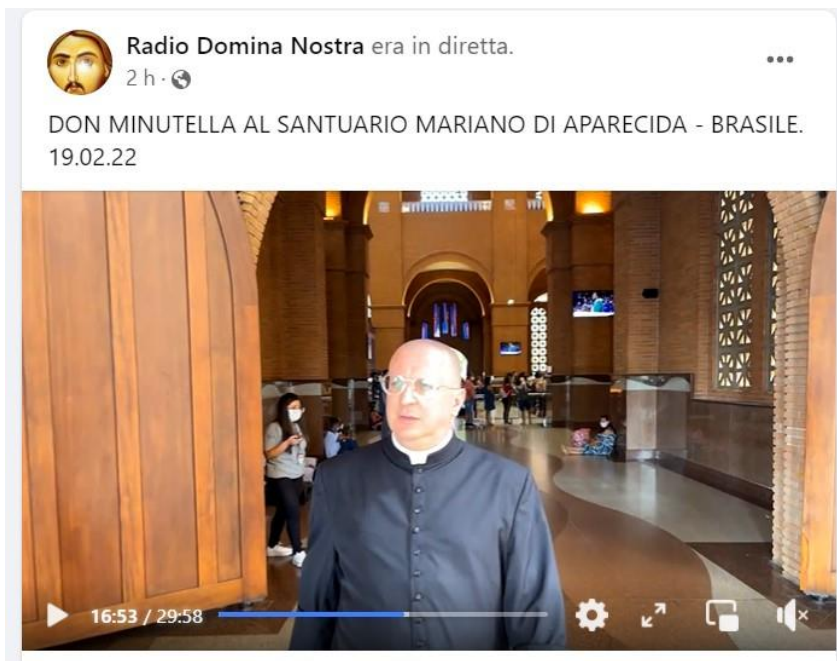 Radio Domina Nostra era in diretta.
2 h ·
DON MINUTELLA AL SANTUARIO MARIANO DI APARECIDA - BRASILE.
19.02.22
16:53 / 29:58